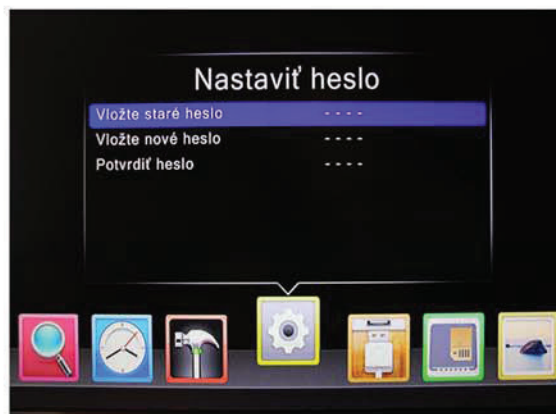 Nastaviť heslo
Vložte staré heslo - - - -
Vložte nové heslo - - - -
Potvrdiť heslo - - - -